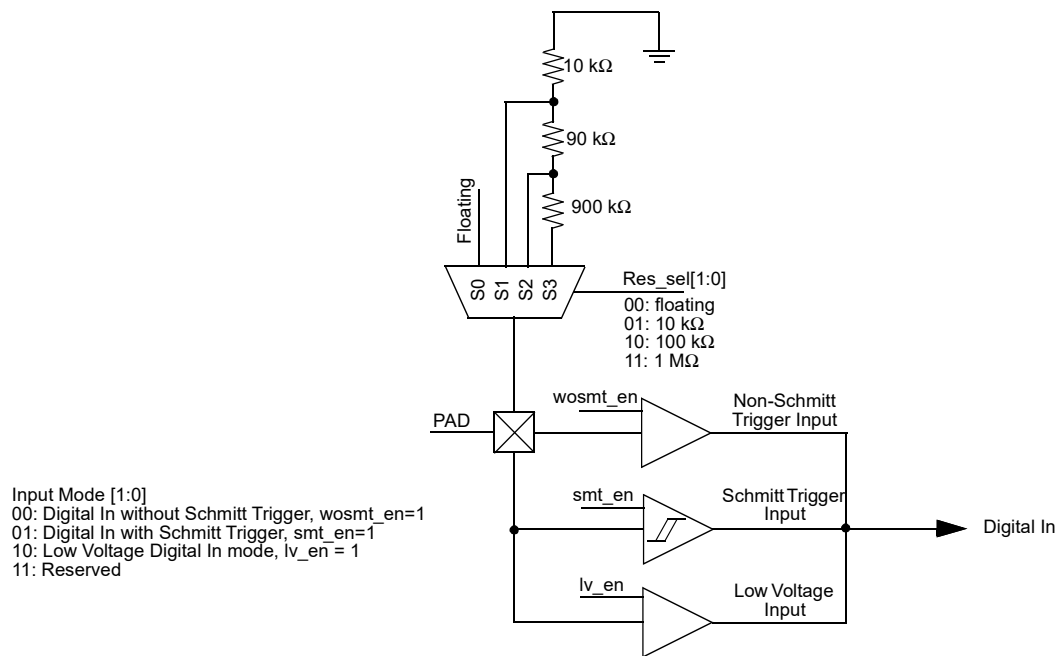 10 kΩ
90 kΩ
900 kΩ
Floating
S0
S1
S2
S3
Res_sel[1:0]
00: floating
01: 10 kΩ
10: 100 kΩ
11: 1 MΩ
PAD
wosmt_en
Non-Schmitt
Trigger Input
Input Mode [1:0]
00: Digital In without Schmitt Trigger, wosmt_en=1
01: Digital In with Schmitt Trigger, smt_en=1
10: Low Voltage Digital In mode, lv_en = 1
11: Reserved
smt_en
Schmitt Trigger
Input
Digital In
lv_en
Low Voltage
Input